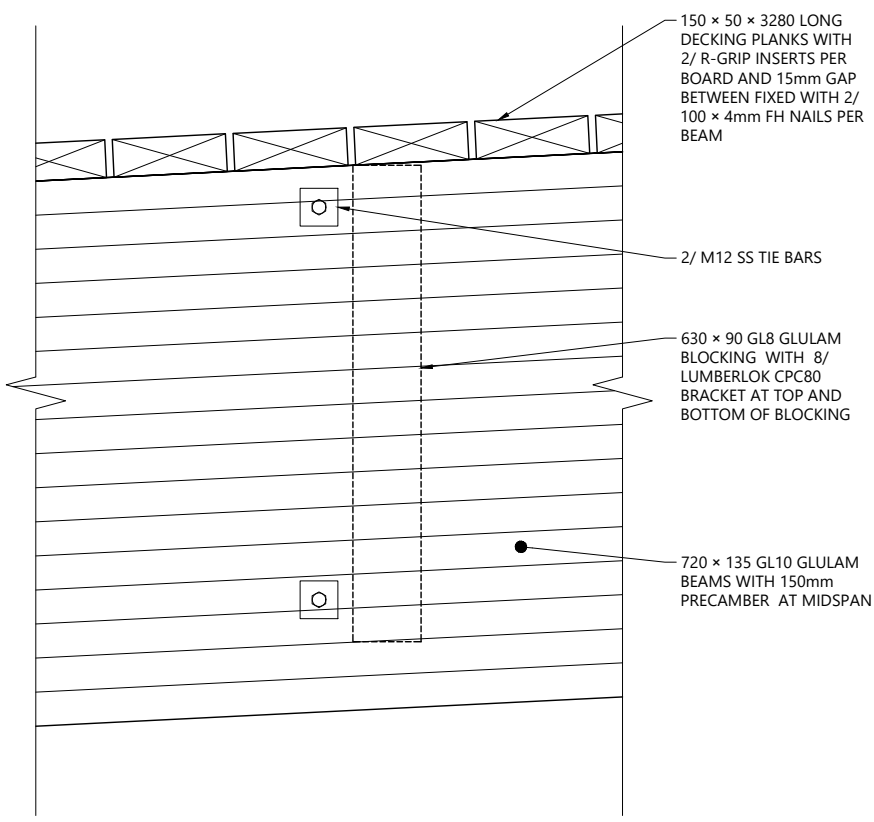 150 × 50 × 3280 LONG
DECKING PLANKS WITH
2/ R-GRIP INSERTS PER
BOARD AND 15mm GAP
BETWEEN FIXED WITH 2/
100 × 4mm FH NAILS PER
BEAM
2/ M12 SS TIE BARS
630 × 90 GL8 GLULAM
BLOCKING WITH 8/
LUMBERLOK CPC80
BRACKET AT TOP AND
BOTTOM OF BLOCKING
720 × 135 GL10 GLULAM
BEAMS WITH 150mm
PRECAMBER AT MIDSPAN